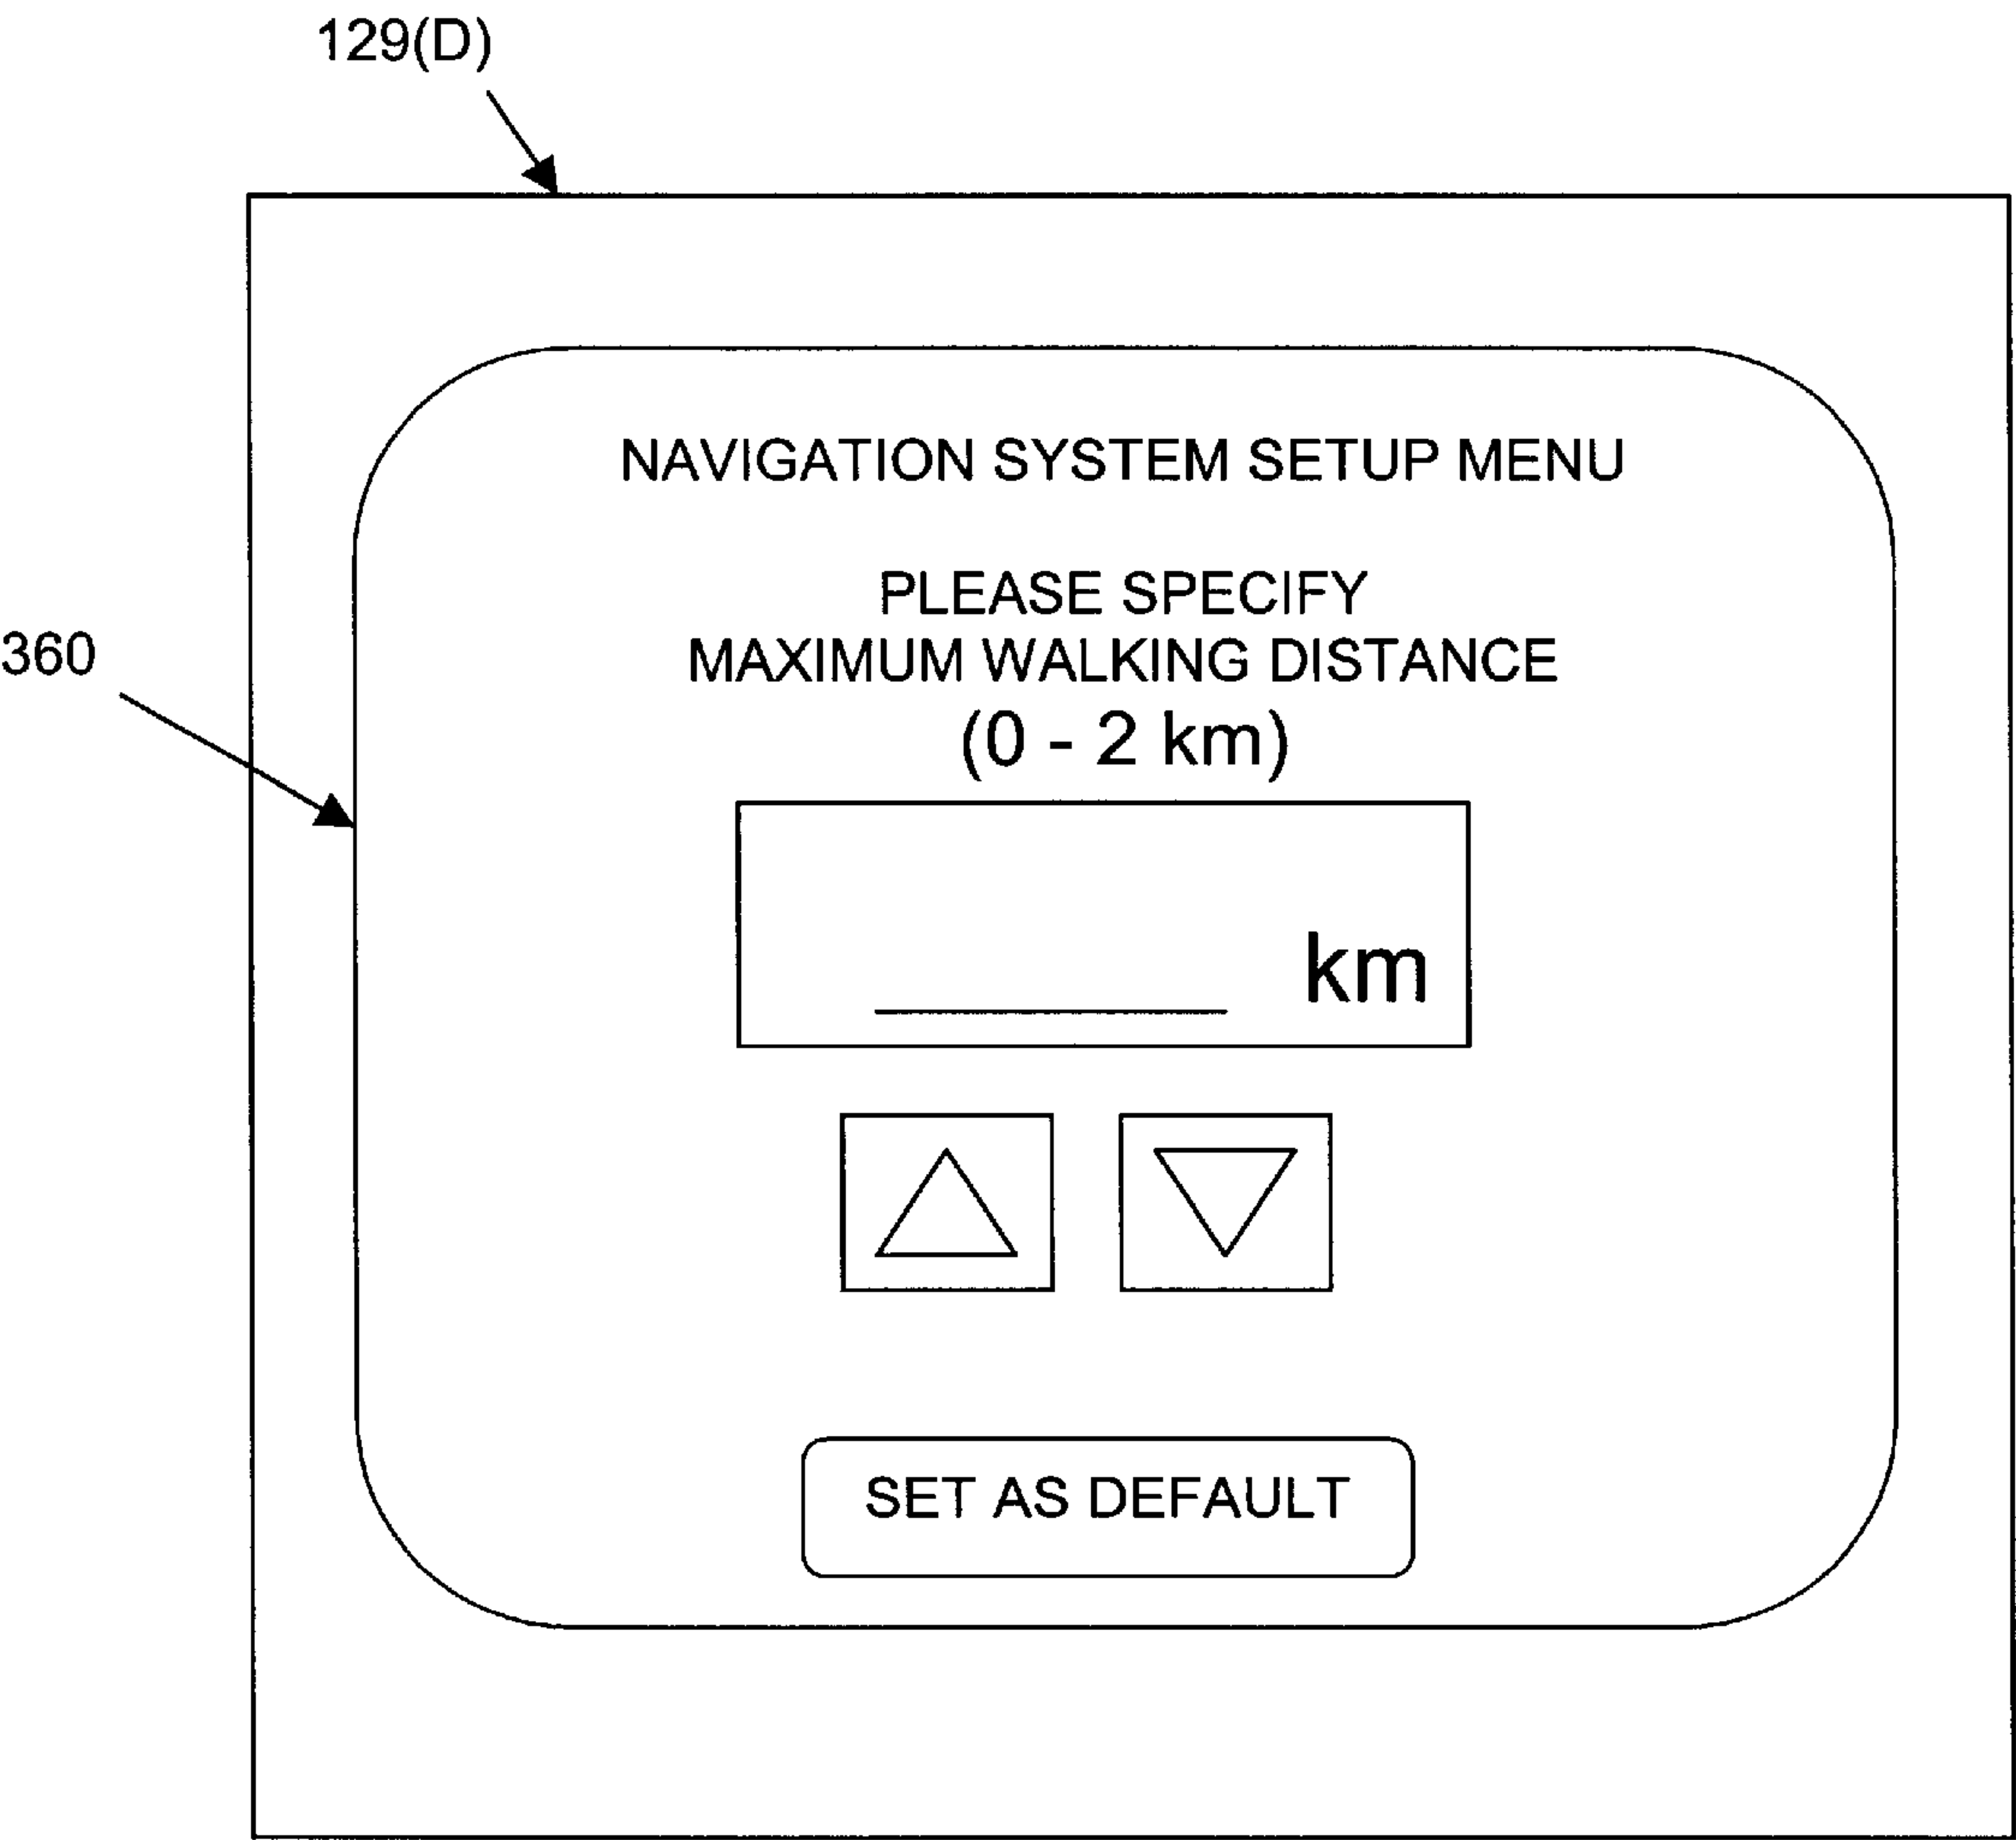 129(D)
NAVIGATION SYSTEM SETUP MENU
PLEASE SPECIFY
MAXIMUM WALKING DISTANCE
(0 - 2 km)
360
km
SET AS DEFAULT